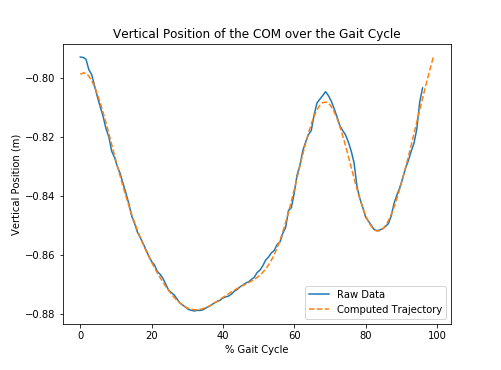 Vertical Position of the COM over the Gait Cycle
Vertical Position (m)
−0.80
−0.82
−0.84
−0.86
−0.88
0 20 40 60 80 100
% Gait Cycle
Raw Data
Computed Trajectory